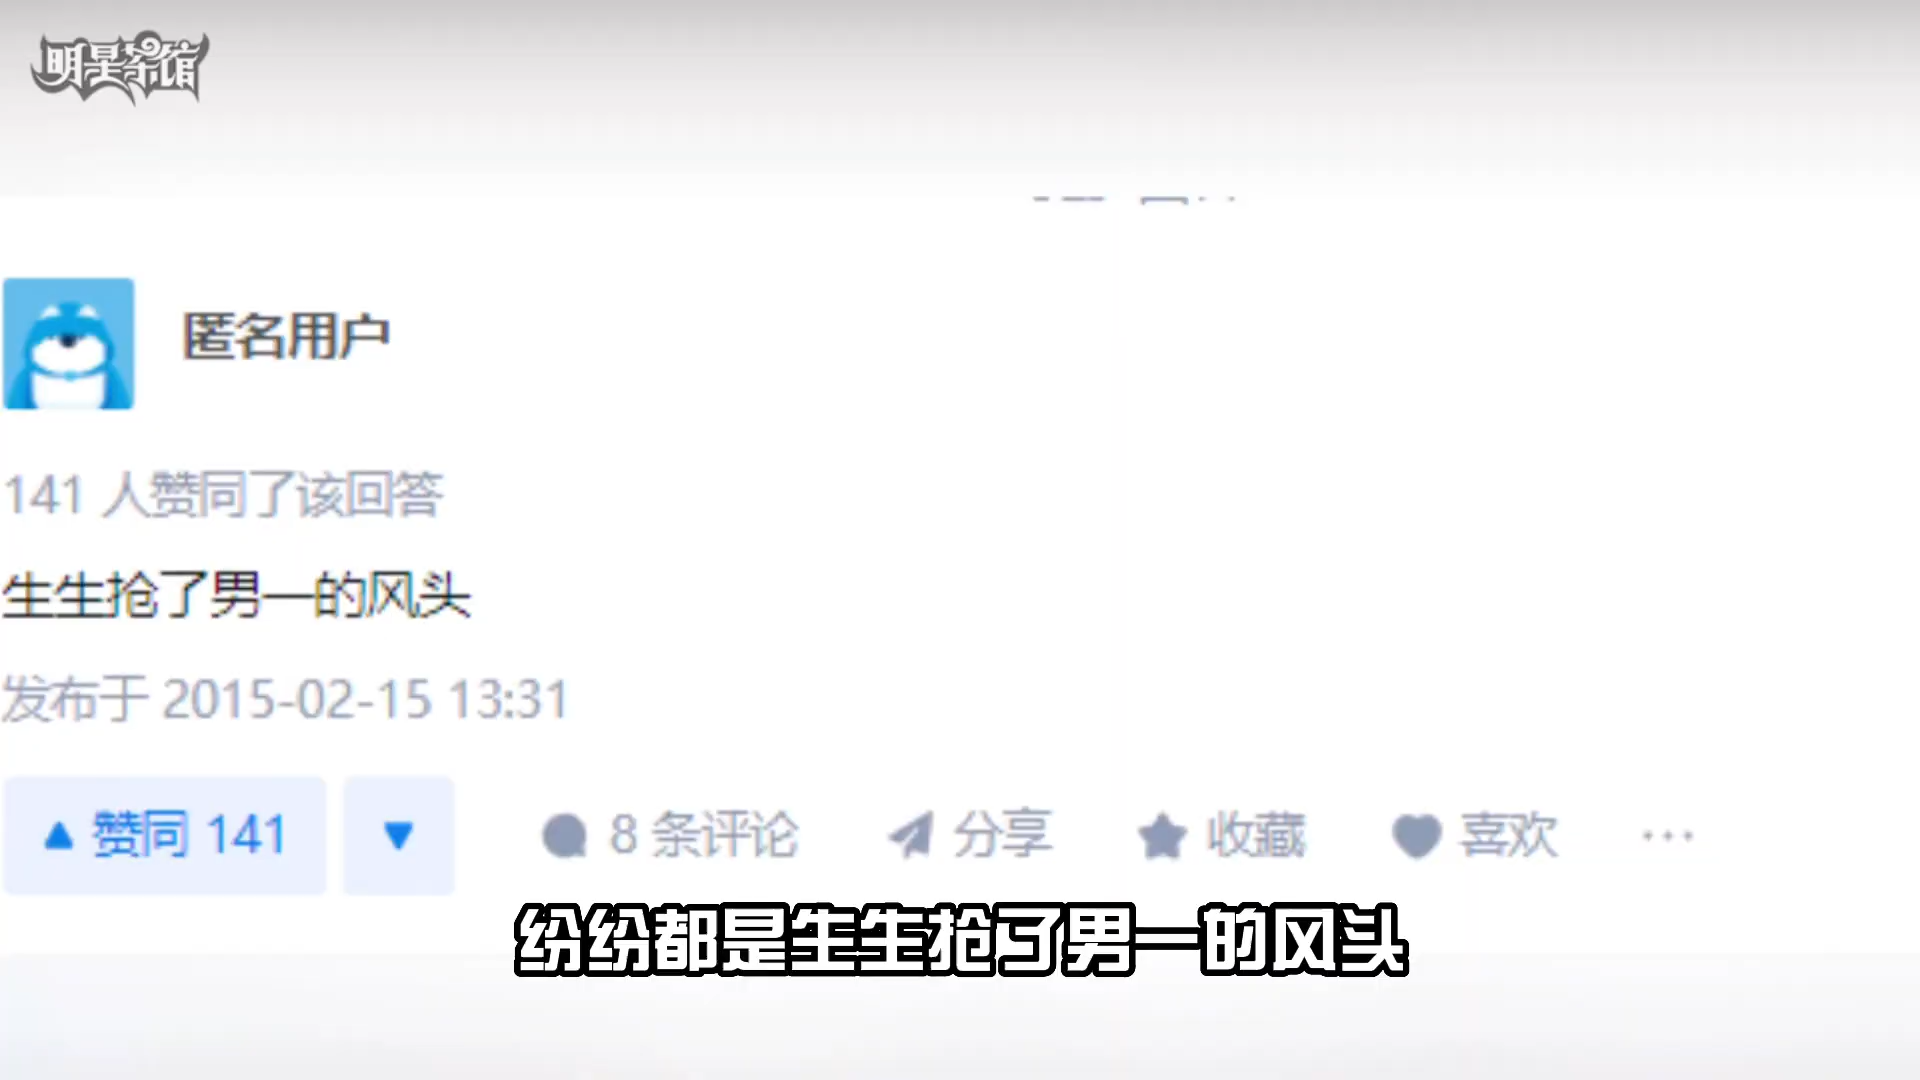 明星茶馆
匿名用户
141 人赞同了该回答
生生抢了男一的风头
发布于 2015-02-15 13:31
赞同 141
8 条评论
分享
收藏
喜欢
纷纷都是生生抢了男一的风头